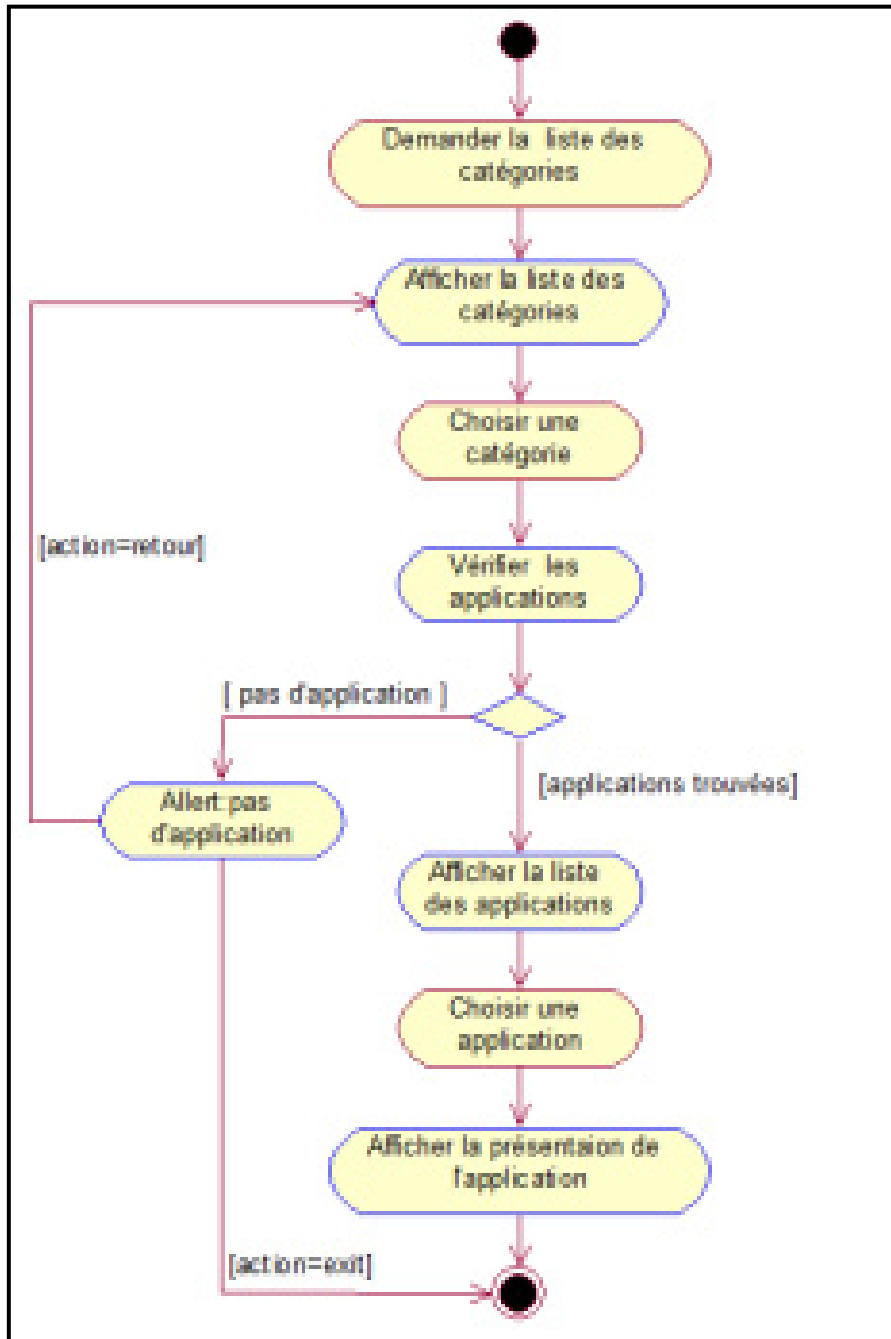 Demander la liste des
catégories
Afficher la liste des
catégories
Choisir une
catégorie
[action=retour]
Vérifier les
applications
[ pas d'application ]
[applications trouvées]
Allert pas
d'application
Afficher la liste
des applications
Choisir une
application
Afficher la présentaion de
l'application
[action=exit]